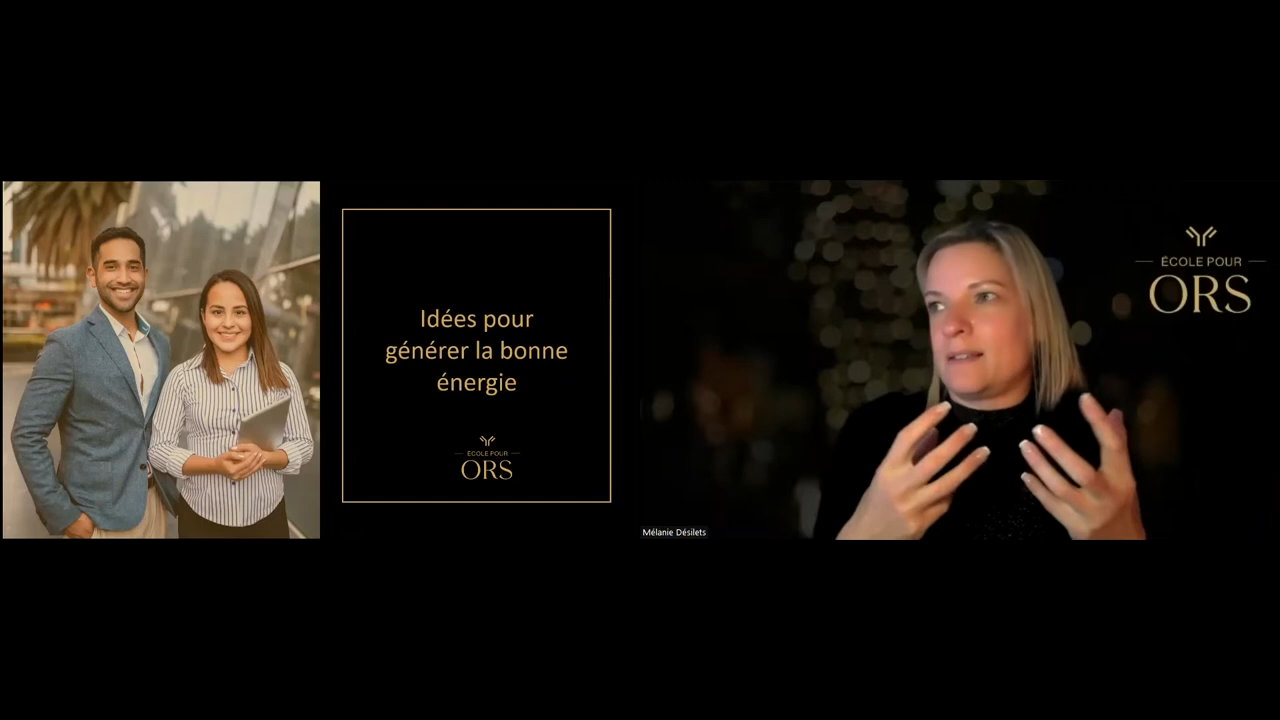 Idées pour
générer la bonne
énergie
ÉCOLE POUR
ORS
ÉCOLE POUR
ORS
Mélanie Désilets